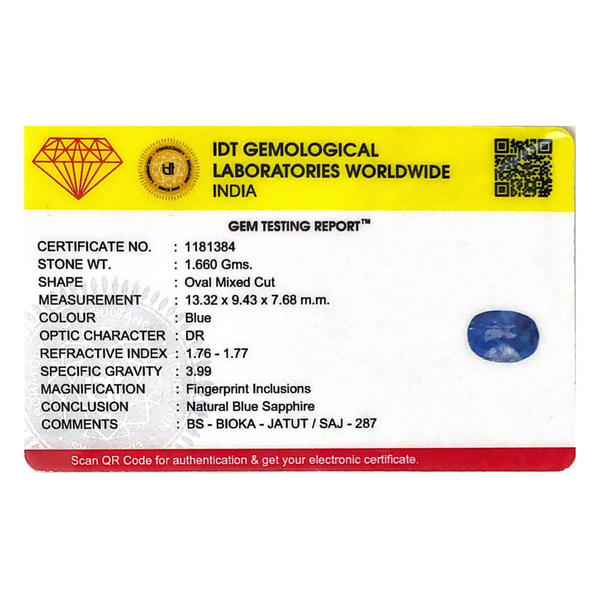 IDT GEMOLOGICAL
LABORATORIES WORLDWIDE
INDIA
GEM TESTING REPORT™
CERTIFICATE NO. : 1181384
STONE WT. : 1.660 Gms.
SHAPE : Oval Mixed Cut
MEASUREMENT : 13.32 x 9.43 x 7.68 m.m.
COLOUR : Blue
OPTIC CHARACTER : DR
REFRACTIVE INDEX : 1.76 - 1.77
SPECIFIC GRAVITY : 3.99
MAGNIFICATION : Fingerprint Inclusions
CONCLUSION : Natural Blue Sapphire
COMMENTS : BS - BIOKA - JATUT / SAJ - 287
Scan QR Code for authentication & get your electronic certificate.